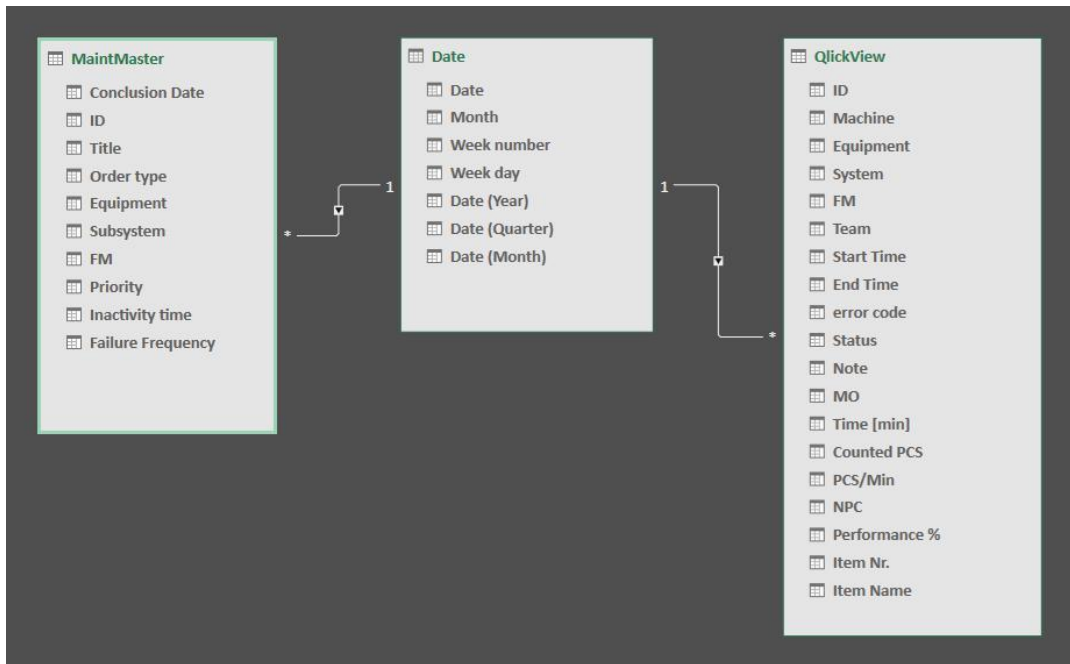 MaintMaster
Conclusion Date
ID
Title
Order type
Equipment
Subsystem
FM
Priority
Inactivity time
Failure Frequency
*
1
Date
Date
Month
Week number
Week day
Date (Year)
Date (Quarter)
Date (Month)
1
*
QlickView
ID
Machine
Equipment
System
FM
Team
Start Time
End Time
error code
Status
Note
MO
Time [min]
Counted PCS
PCS/Min
NPC
Performance %
Item Nr.
Item Name